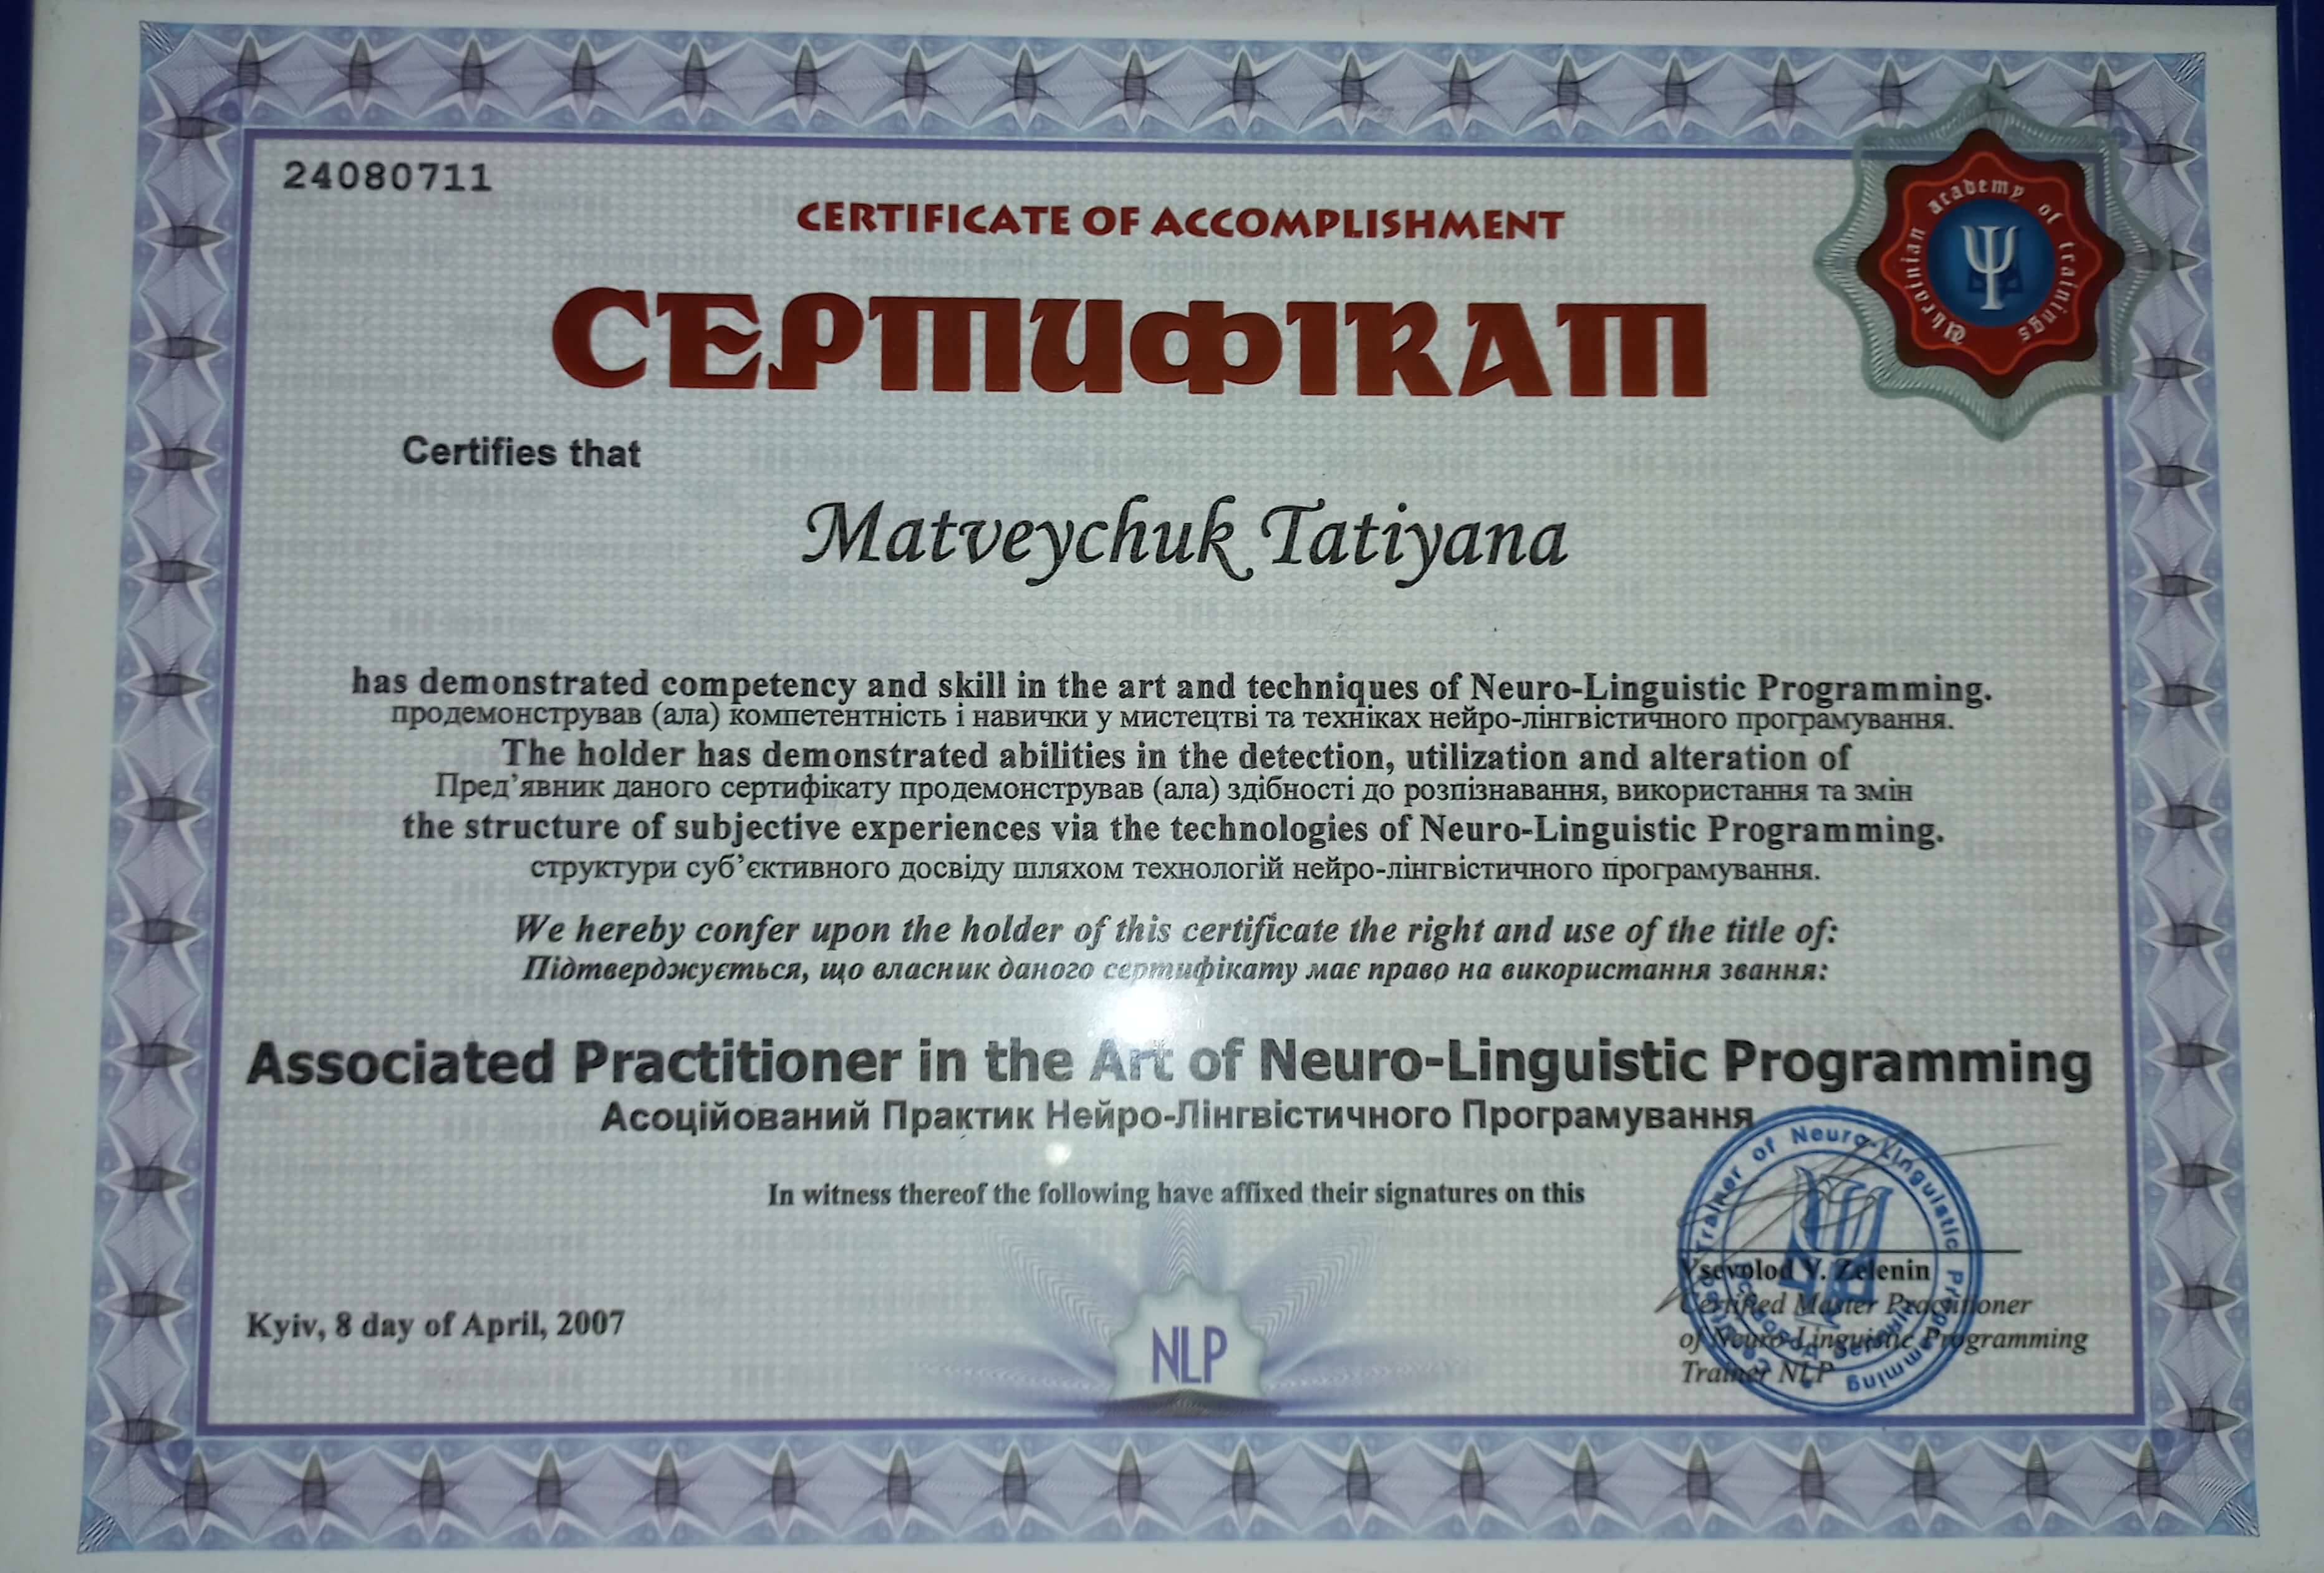 24080711
CERTIFICATE OF ACCOMPLISHMENT
СЕРТИФІКАТ
Ukrainian academy of trainings
Certifies that
Matveychuk Tatiyana
has demonstrated competency and skill in the art and techniques of Neuro-Linguistic Programming.
продемонстрував (ала) компетентність і навички у мистецтві та техніках нейро-лінгвістичного програмування.
The holder has demonstrated abilities in the detection, utilization and alteration of
Пред’явник даного сертифікату продемонстрував (ала) здібності до розпізнавання, використання та змін
the structure of subjective experiences via the technologies of Neuro-Linguistic Programming.
структури суб’єктивного досвіду шляхом технологій нейро-лінгвістичного програмування.
We hereby confer upon the holder of this certificate the right and use of the title of:
Підтверджується, що власник даного сертифікату має право на використання звання:
Associated Practitioner in the Art of Neuro-Linguistic Programming
Асоційований Практик Нейро-Лінгвістичного Програмування
In witness thereof the following have affixed their signatures on this
Trainer of Neuro-Linguistic Programming
Vsevolod V. Zelenin
Certified Master Practitioner
of Neuro-Linguistic Programming
Trainer NLP
Kyiv, 8 day of April, 2007
NLP